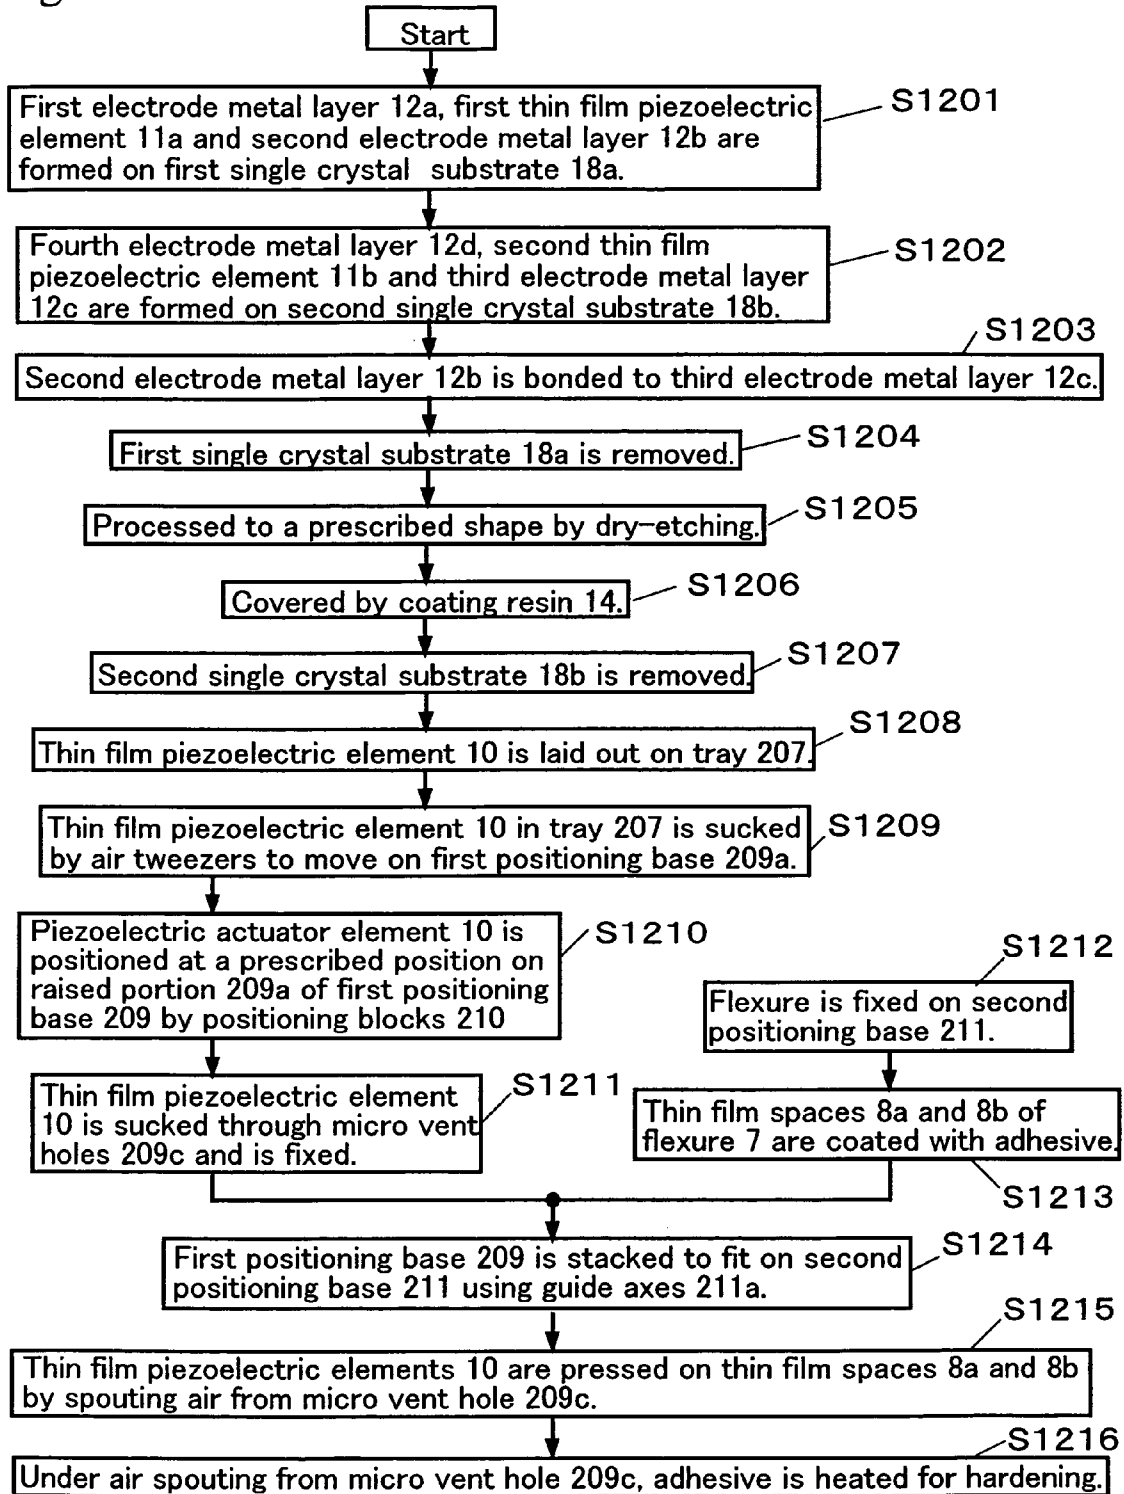 Start
First electrode metal layer 12a, first thin film piezoelectric
element 11a and second electrode metal layer 12b are
formed on first single crystal substrate 18a.
S1201
Fourth electrode metal layer 12d, second thin film
piezoelectric element 11b and third electrode metal layer
12c are formed on second single crystal substrate 18b.
S1202
S1203
Second electrode metal layer 12b is bonded to third electrode metal layer 12c.
First single crystal substrate 18a is removed.
S1204
Processed to a prescribed shape by dry-etching.
S1205
Covered by coating resin 14.
S1206
Second single crystal substrate 18b is removed.
S1207
Thin film piezoelectric element 10 is laid out on tray 207.
S1208
Thin film piezoelectric element 10 in tray 207 is sucked
by air tweezers to move on first positioning base 209a.
S1209
Piezoelectric actuator element 10 is
positioned at a prescribed position on
raised portion 209a of first positioning
base 209 by positioning blocks 210
S1210
Thin film piezoelectric element
10 is sucked through micro vent
holes 209c and is fixed.
S1211
S1212
Flexure is fixed on second
positioning base 211.
Thin film spaces 8a and 8b of
flexure 7 are coated with adhesive.
S1213
First positioning base 209 is stacked to fit on second
positioning base 211 using guide axes 211a.
S1214
S1215
Thin film piezoelectric elements 10 are pressed on thin film spaces 8a and 8b
by spouting air from micro vent hole 209c.
S1216
Under air spouting from micro vent hole 209c, adhesive is heated for hardening.